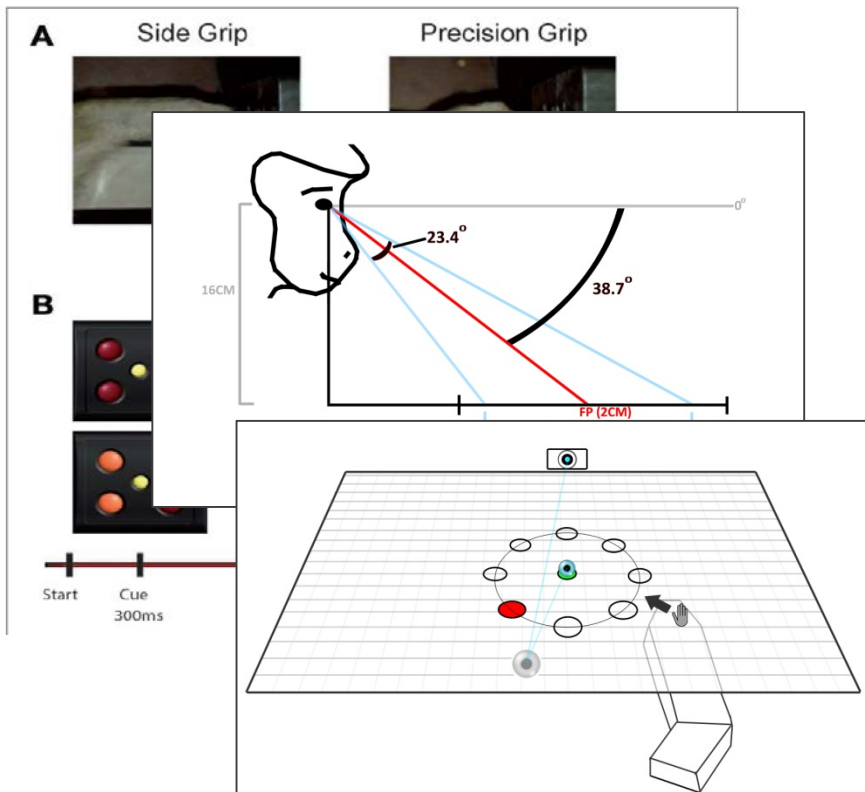 A
Side Grip
Precision Grip
0°
23.4°
38.7°
16CM
B
FP (2CM)
Start
Cue
300ms